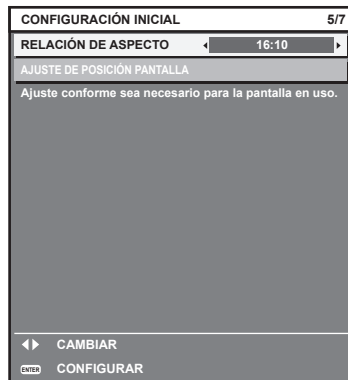 CONFIGURACIÓN INICIAL 5/7
RELACIÓN DE ASPECTO 16:10
AJUSTE DE POSICIÓN PANTALLA
Ajuste conforme sea necesario para la pantalla en uso.
CAMBIAR
ENTER CONFIGURAR